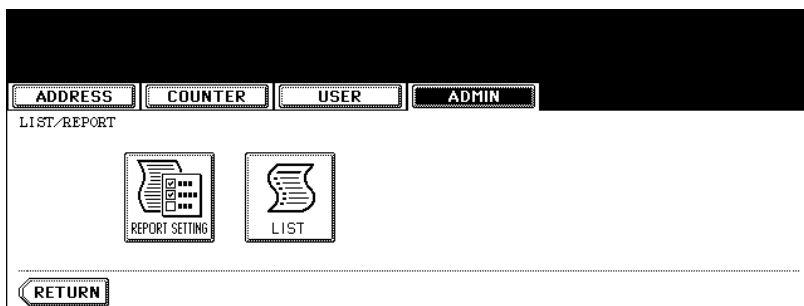 ADDRESS COUNTER USER ADMIN
LIST/REPORT
REPORT SETTING LIST
RETURN